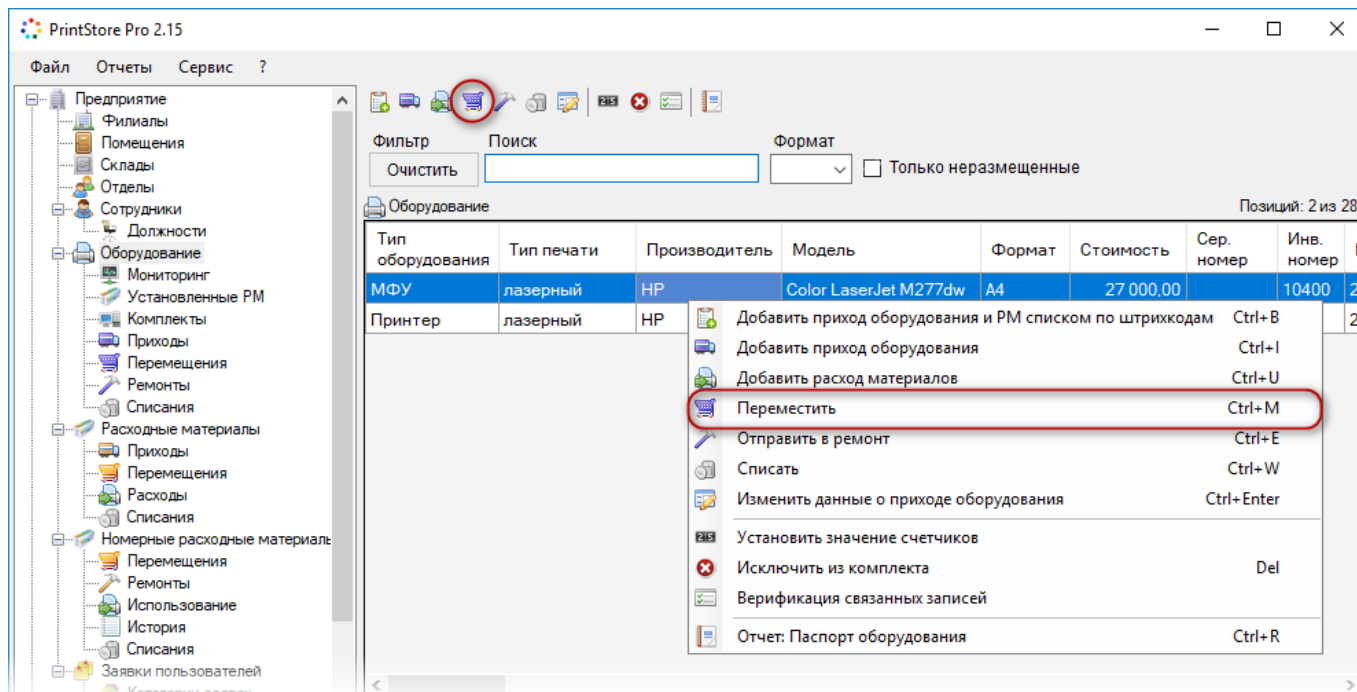 PrintStore Pro 2.15
Файл Отчеты Сервис ?
Предприятие
Филиалы
Помещения
Склады
Отделы
Сотрудники
Должности
Оборудование
Мониторинг
Установленные РМ
Комплекты
Приходы
Перемещения
Ремонты
Списания
Расходные материалы
Приходы
Перемещения
Расходы
Списания
Номерные расходные материалы
Перемещения
Ремонты
Использование
История
Списания
Заявки пользователей
Фильтр Поиск Формат
Очистить Только неразмещенные
Оборудование Позиций: 2 из 28
Тип оборудования Тип печати Производитель Модель Формат Стоимость Сер. номер Инв. номер
МФУ лазерный HP Color LaserJet M277dw A4 27 000,00 10400 2
Принтер лазерный HP 2
Добавить приход оборудования и РМ списком по штрихкодам Ctrl+B
Добавить приход оборудования Ctrl+I
Добавить расход материалов Ctrl+U
Переместить Ctrl+M
Отправить в ремонт Ctrl+E
Списать Ctrl+W
Изменить данные о приходе оборудования Ctrl+Enter
Установить значение счетчиков
Исключить из комплекта Del
Верификация связанных записей
Отчет: Паспорт оборудования Ctrl+R